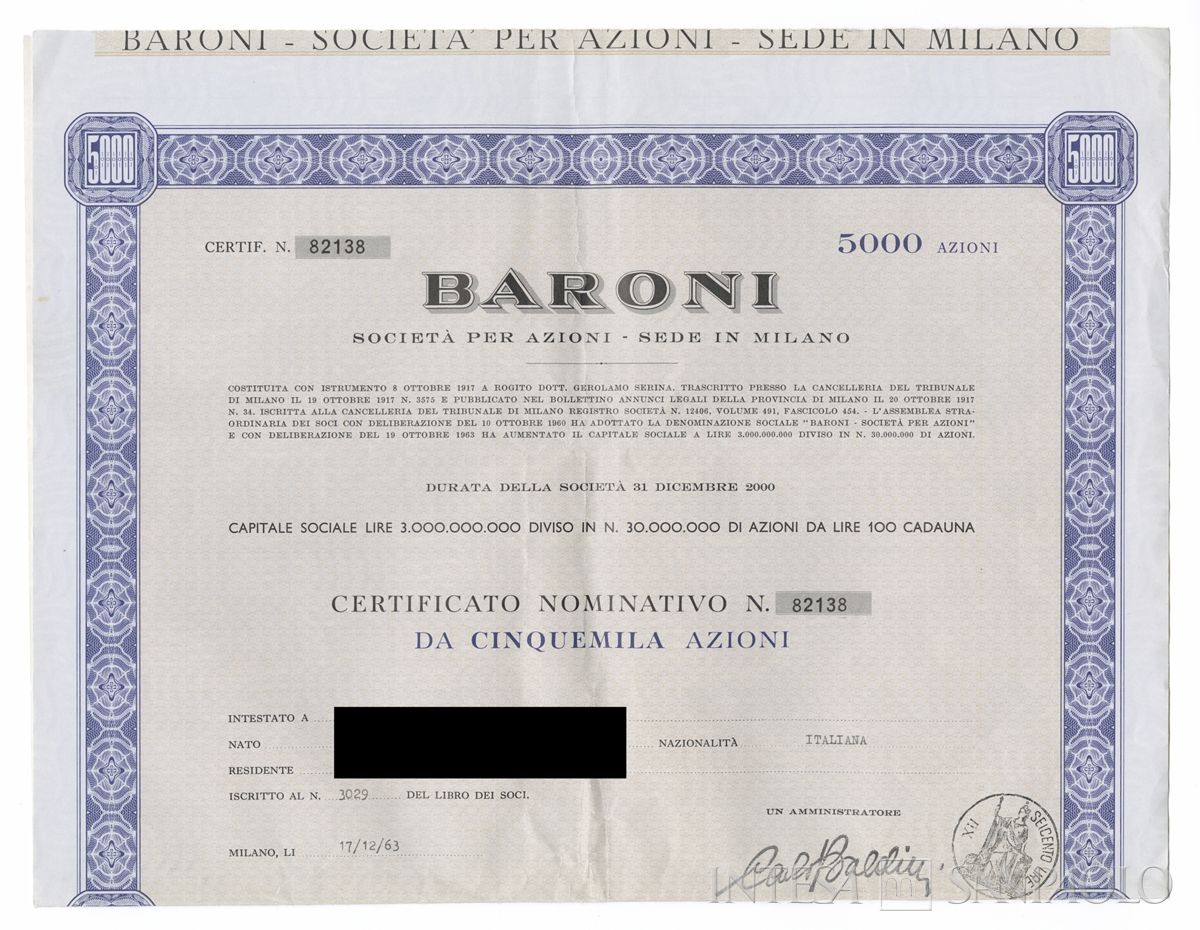 BARONI - SOCIETA' PER AZIONI - SEDE IN MILANO
5000
5000
CERTIF. N. 82138
5000 AZIONI
BARONI
SOCIETÀ PER AZIONI - SEDE IN MILANO
COSTITUITA CON ISTRUMENTO 8 OTTOBRE 1917 A ROGITO DOTT. GEROLAMO SERINA, TRASCRITTO PRESSO LA CANCELLERIA DEL TRIBUNALE
DI MILANO IL 19 OTTOBRE 1917 N. 3575 E PUBBLICATO NEL BOLLETTINO ANNUNCI LEGALI DELLA PROVINCIA DI MILANO IL 20 OTTOBRE 1917
N. 34. ISCRITTA ALLA CANCELLERIA DEL TRIBUNALE DI MILANO REGISTRO SOCIETÀ N. 12406, VOLUME 491, FASCICOLO 454. - L'ASSEMBLEA STRA-
ORDINARIA DEI SOCI CON DELIBERAZIONE DEL 10 OTTOBRE 1960 HA ADOTTATO LA DENOMINAZIONE SOCIALE "BARONI - SOCIETÀ PER AZIONI"
E CON DELIBERAZIONE DEL 19 OTTOBRE 1963 HA AUMENTATO IL CAPITALE SOCIALE A LIRE 3.000.000.000 DIVISO IN N. 30.000.000 DI AZIONI.
DURATA DELLA SOCIETÀ 31 DICEMBRE 2000
CAPITALE SOCIALE LIRE 3.000.000.000 DIVISO IN N. 30.000.000 DI AZIONI DA LIRE 100 CADAUNA
CERTIFICATO NOMINATIVO N. 82138
DA CINQUEMILA AZIONI
INTESTATO A
NATO
NAZIONALITÀ ITALIANA
RESIDENTE
ISCRITTO AL N. 3029 DEL LIBRO DEI SOCI.
UN AMMINISTRATORE
MILANO, LI 17/12/63
XII SEICENTO LIRE
INTESA SANPAOLO